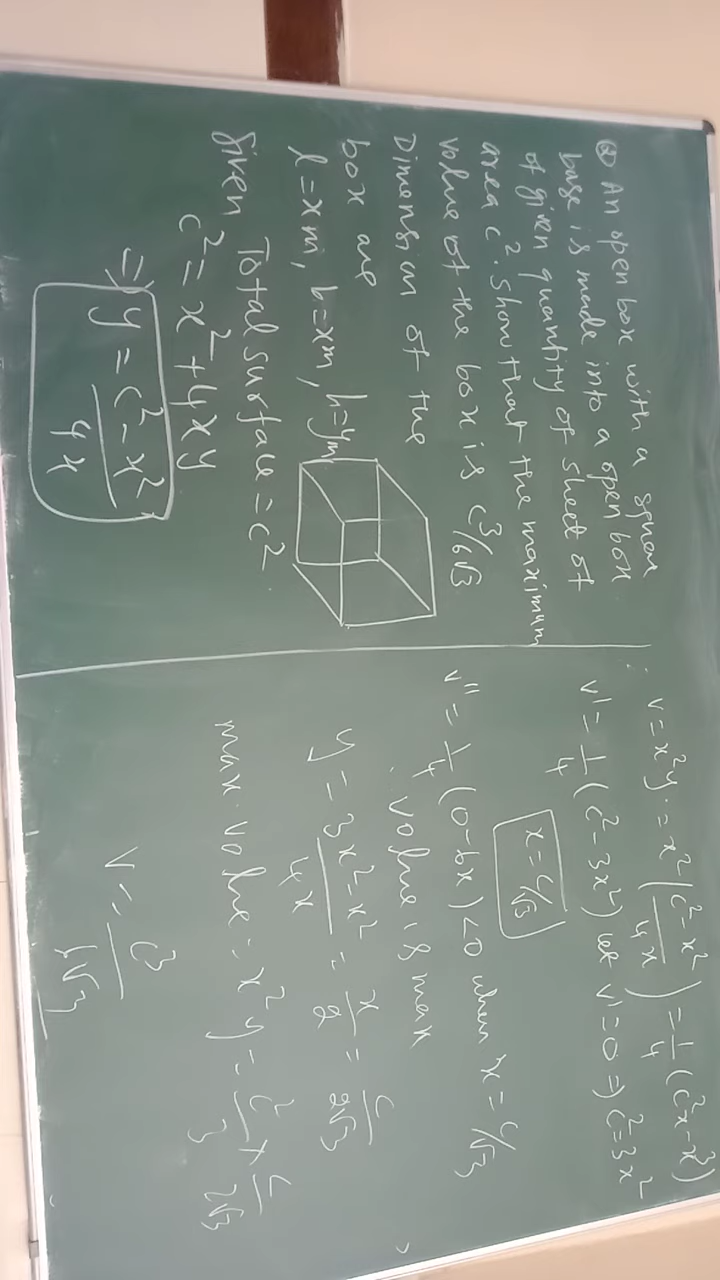 Q An open box with a square
base is made into a open box
of given quantity of sheet of
area c². show that the maximum
volue of the box is c³/6√3
Dimension of the
box are
l = x m, b = x m, h = y m
Total surface = c²
given
c² = x² + 4xy
⇒ y = c² - x² / 4x
V = x²y = x² (c² - x² / 4x) = 1/4 (c²x - x³)
V' = 1/4 (c² - 3x²) let V' = 0 ⇒ c² = 3x²
x = c/√3
V'' = 1/4 (0 - 6x) < 0 when x = c/√3
volue is max
y = 3x² - x² / 4x = x/2 = c/2√3
max. volue = x²y = c²/3 × c/2√3
V = c³/6√3